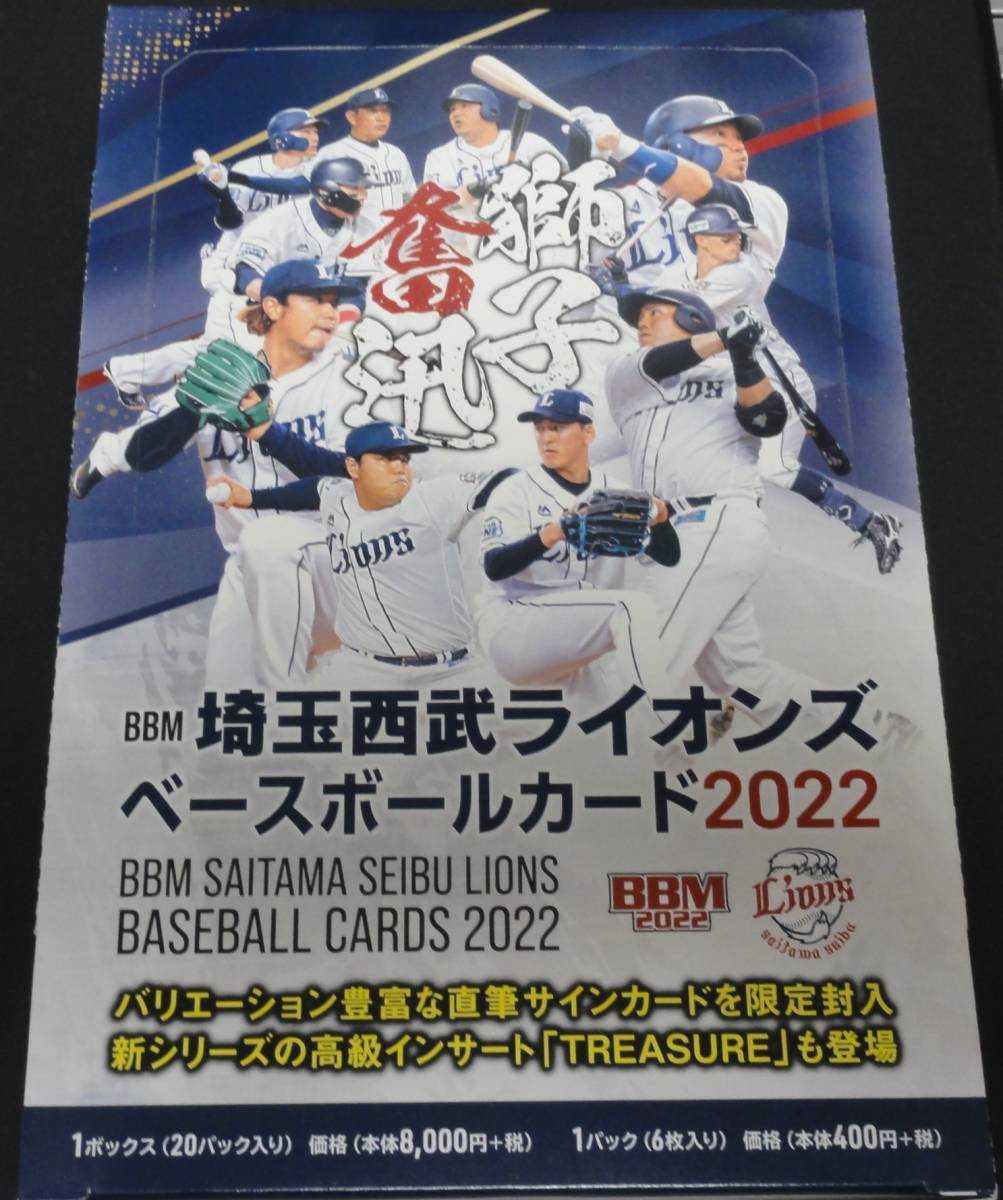 獅子
奮迅
Lions
BBM 埼玉西武ライオンズ
ベースボールカード2022
BBM SAITAMA SEIBU LIONS
BASEBALL CARDS 2022
BBM
2022
Lions
saitama seibu
バリエーション豊富な直筆サインカードを限定封入
新シリーズの高級インサート「TREASURE」も登場
1ボックス（20パック入り） 価格（本体8,000円+税） 1パック（6枚入り） 価格（本体400円+税）